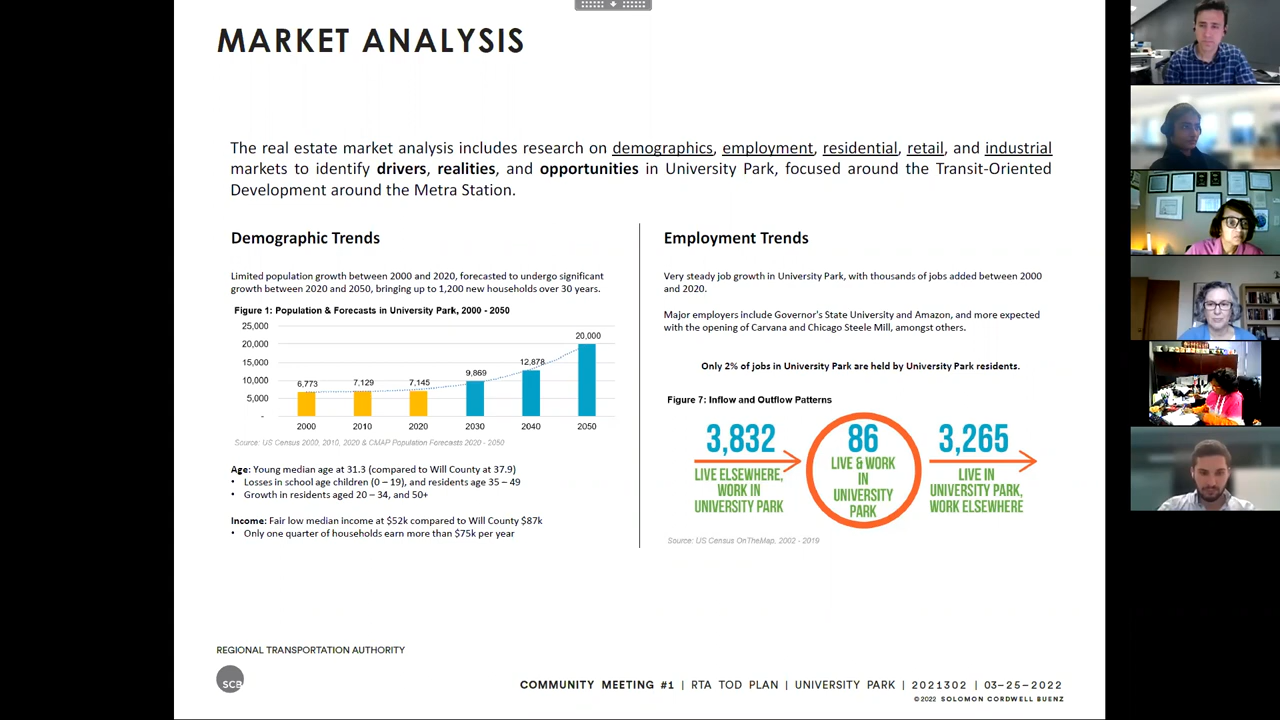 MARKET ANALYSIS
The real estate market analysis includes research on demographics, employment, residential, retail, and industrial
markets to identify drivers, realities, and opportunities in University Park, focused around the Transit-Oriented
Development around the Metra Station.
Demographic Trends
Limited population growth between 2000 and 2020, forecasted to undergo significant
growth between 2020 and 2050, bringing up to 1,200 new households over 30 years.
Figure 1: Population & Forecasts in University Park, 2000 - 2050
25,000
20,000
15,000
10,000
5,000
-
6,773
7,129
7,145
9,869
12,878
20,000
2000
2010
2020
2030
2040
2050
Source: US Census 2000, 2010, 2020 & CMAP Population Forecasts 2020 - 2050
Age: Young median age at 31.3 (compared to Will County at 37.9)
• Losses in school age children (0 – 19), and residents age 35 – 49
• Growth in residents aged 20 – 34, and 50+
Income: Fair low median income at $52k compared to Will County $87k
• Only one quarter of households earn more than $75k per year
Employment Trends
Very steady job growth in University Park, with thousands of jobs added between 2000
and 2020.
Major employers include Governor's State University and Amazon, and more expected
with the opening of Carvana and Chicago Steele Mill, amongst others.
Only 2% of jobs in University Park are held by University Park residents.
Figure 7: Inflow and Outflow Patterns
3,832
LIVE ELSEWHERE,
WORK IN
UNIVERSITY PARK
86
LIVE & WORK
IN
UNIVERSITY
PARK
3,265
LIVE IN
UNIVERSITY PARK,
WORK ELSEWHERE
Source: US Census OnTheMap, 2002 - 2019
REGIONAL TRANSPORTATION AUTHORITY
SCB
COMMUNITY MEETING #1 | RTA TOD PLAN | UNIVERSITY PARK | 2021302 | 03-25-2022
©2022 SOLOMON CORDWELL BUENZ